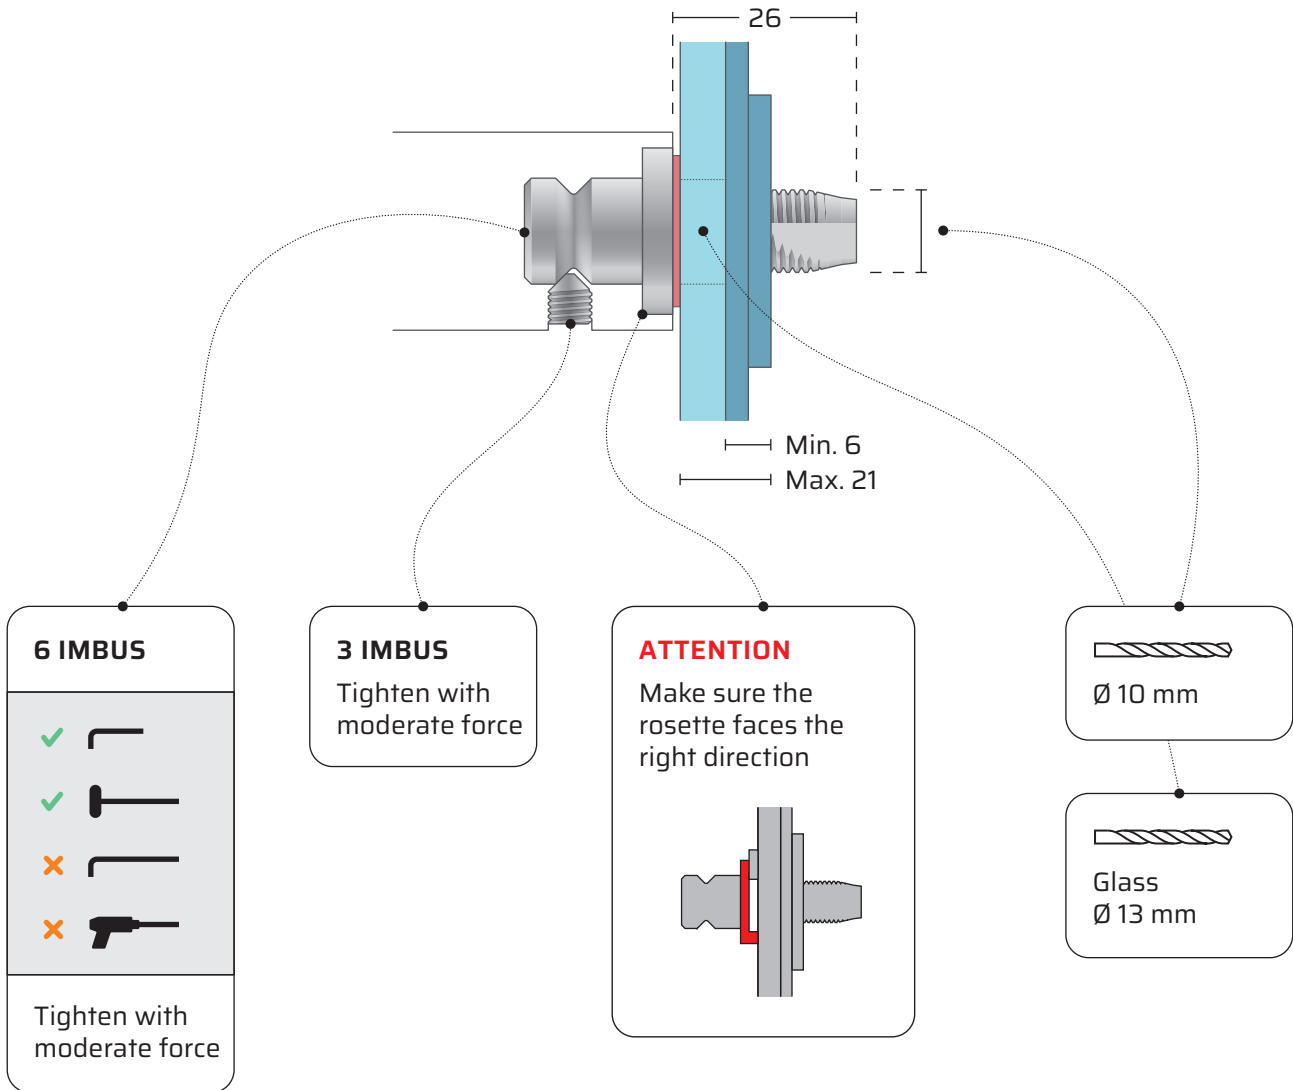 26
Min. 6
Max. 21
6 IMBUS
Tighten with
moderate force
3 IMBUS
Tighten with
moderate force
ATTENTION
Make sure the
rosette faces the
right direction
Ø 10 mm
Glass
Ø 13 mm